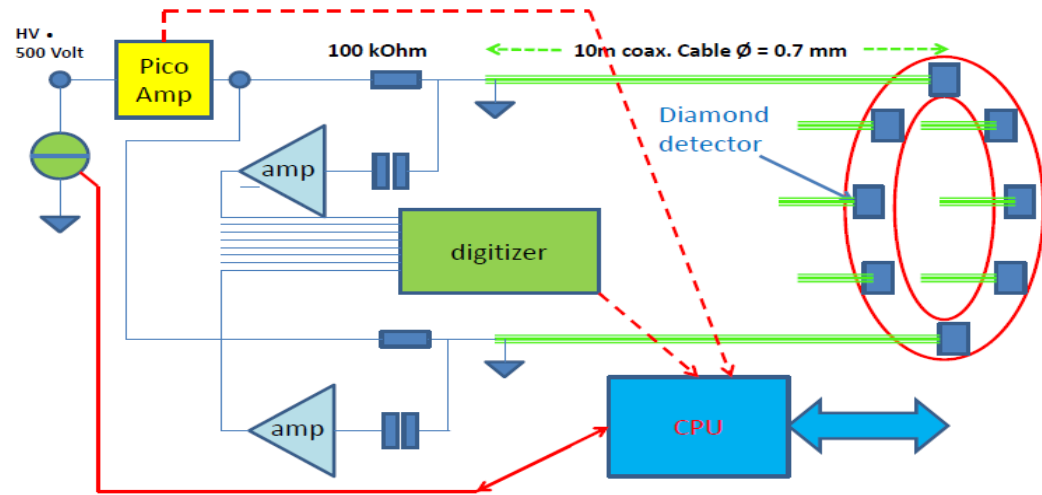 HV •
500 Volt
Pico
Amp
100 kOhm
10m coax. Cable Ø = 0.7 mm
Diamond
detector
amp
digitizer
amp
CPU